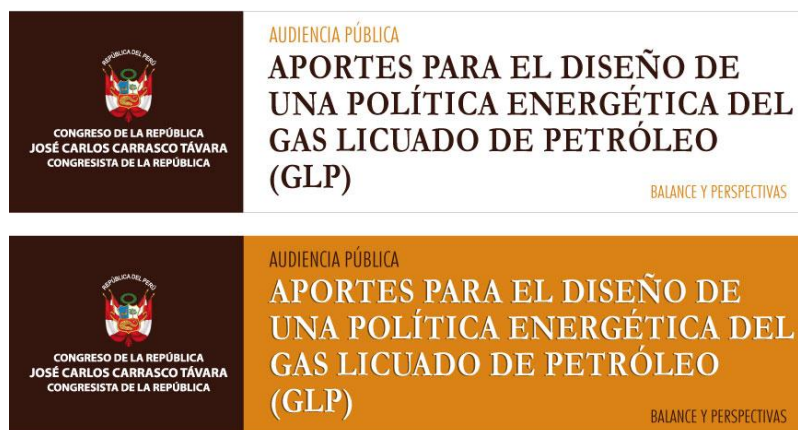 REPÚBLICA DEL PERÚ
CONGRESO DE LA REPÚBLICA
JOSÉ CARLOS CARRASCO TÁVARA
CONGRESISTA DE LA REPÚBLICA
AUDIENCIA PÚBLICA
APORTES PARA EL DISEÑO DE
UNA POLÍTICA ENERGÉTICA DEL
GAS LICUADO DE PETRÓLEO
(GLP)
BALANCE Y PERSPECTIVAS
REPÚBLICA DEL PERÚ
CONGRESO DE LA REPÚBLICA
JOSÉ CARLOS CARRASCO TÁVARA
CONGRESISTA DE LA REPÚBLICA
AUDIENCIA PÚBLICA
APORTES PARA EL DISEÑO DE
UNA POLÍTICA ENERGÉTICA DEL
GAS LICUADO DE PETRÓLEO
(GLP)
BALANCE Y PERSPECTIVAS